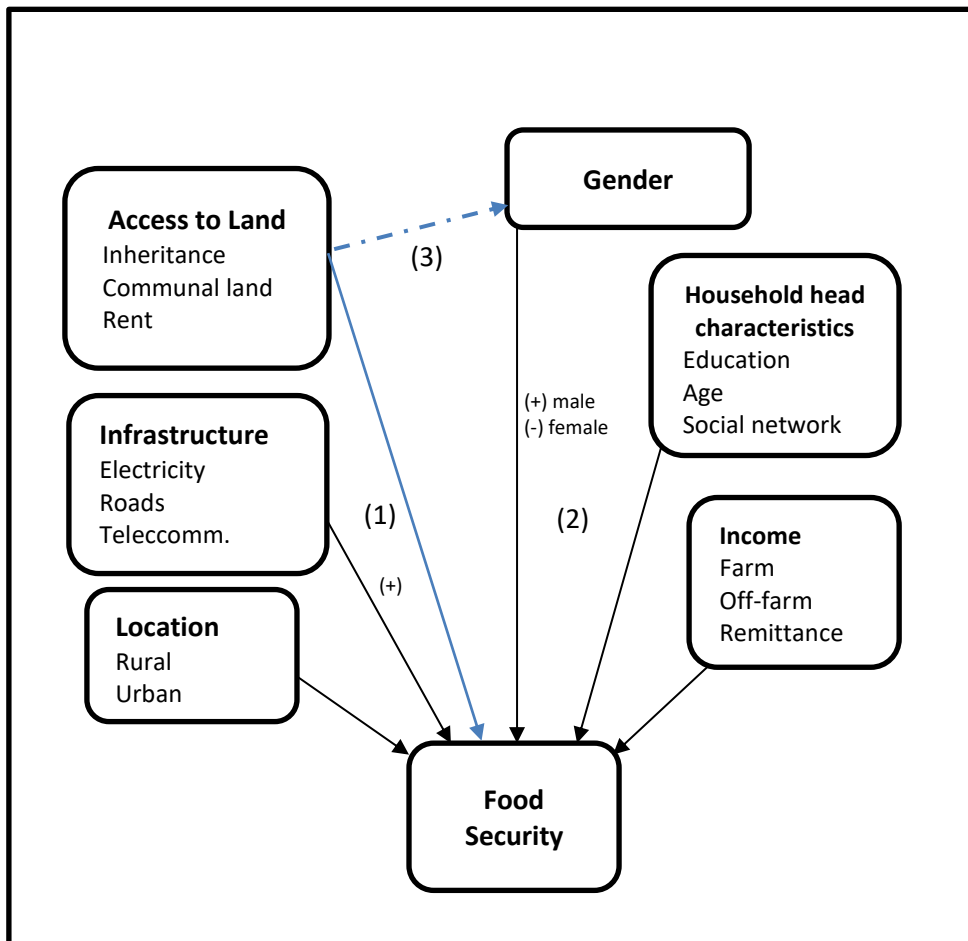 Gender
Access to Land
Inheritance
Communal land
Rent
(3)
Household head
characteristics
Education
Age
Social network
(+) male
(-) female
Infrastructure
Electricity
Roads
Teleccomm.
(1)
(2)
(+)
Income
Farm
Off-farm
Remittance
Location
Rural
Urban
Food
Security